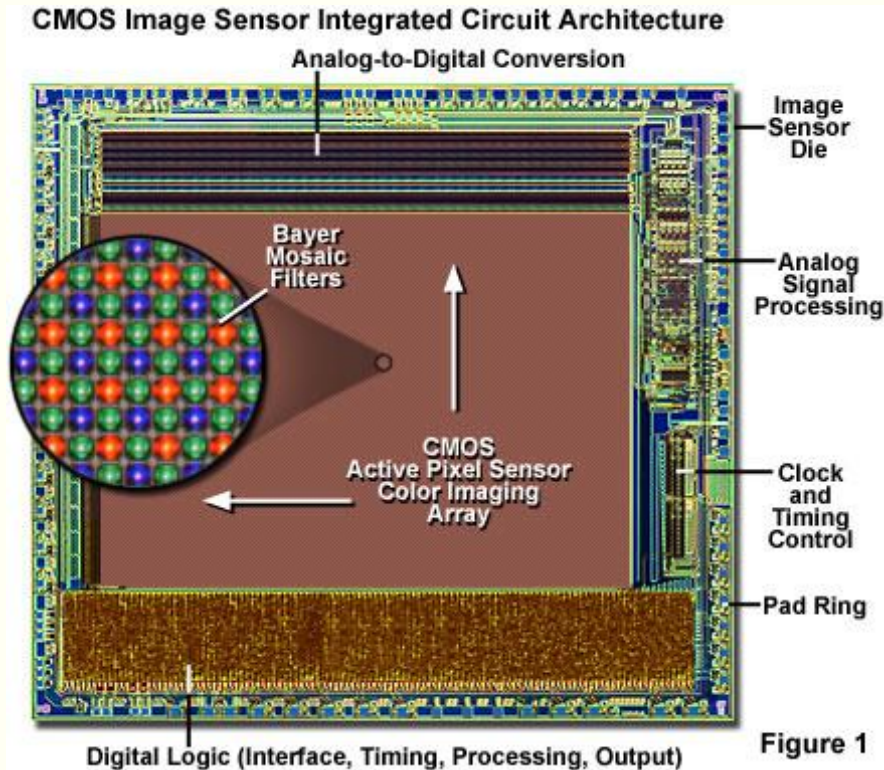 CMOS Image Sensor Integrated Circuit Architecture
Analog-to-Digital Conversion
Image
Sensor
Die
Bayer
Mosaic
Filters
Analog
Signal
Processing
CMOS
Active Pixel Sensor
Color Imaging
Array
Clock
and
Timing
Control
Pad Ring
Digital Logic (Interface, Timing, Processing, Output)
Figure 1